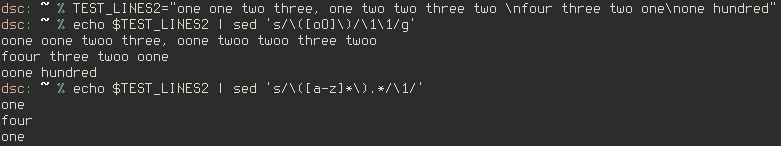 dsc: ~ % TEST_LINES2="one one two three, one two two three two \nfour three two one\none hundred"
dsc: ~ % echo $TEST_LINES2 | sed 's/\([oO]\)/\1\1/g'
oone oone twoo three, oone twoo twoo three twoo
foour three twoo oone
oone hundred
dsc: ~ % echo $TEST_LINES2 | sed 's/\([a-z]*\).*/\1/'
one
four
one